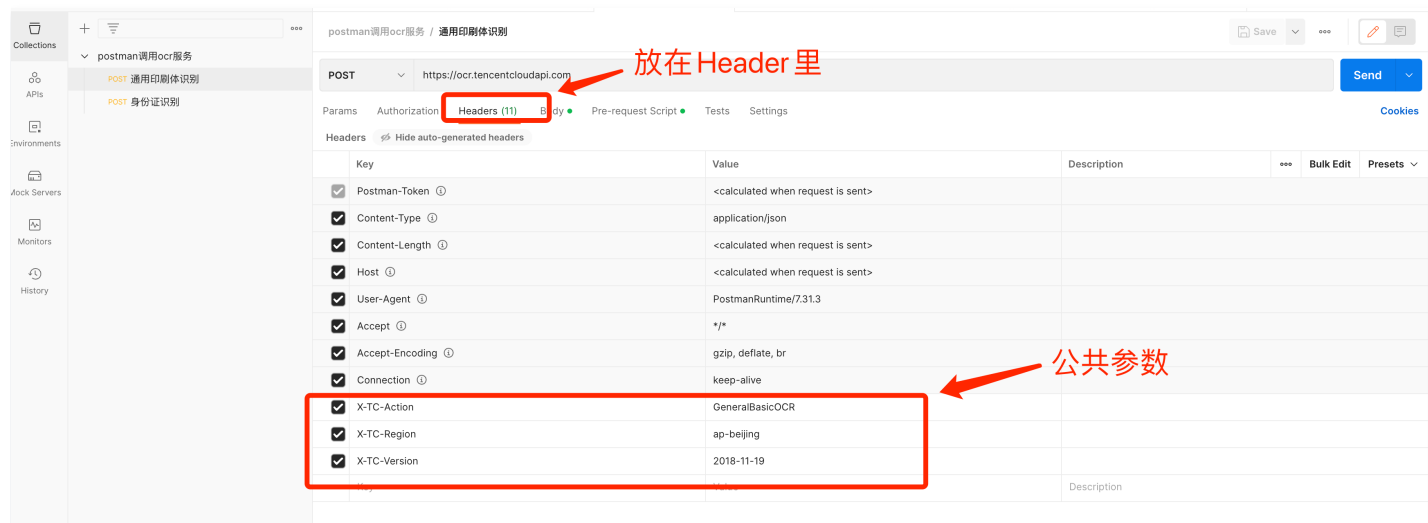 Collections
APIs
Environments
Mock Servers
Monitors
History
postman调用ocr服务
POST 通用印刷体识别
POST 身份证识别
postman调用ocr服务 / 通用印刷体识别
Save
放在Header里
POST https://ocr.tencentcloudapi.com
Send
Params Authorization Headers (11) Body Pre-request Script Tests Settings Cookies
Headers Hide auto-generated headers
Key Value Description Bulk Edit Presets
Postman-Token <calculated when request is sent>
Content-Type application/json
Content-Length <calculated when request is sent>
Host <calculated when request is sent>
User-Agent PostmanRuntime/7.31.3
Accept */*
Accept-Encoding gzip, deflate, br
公共参数
Connection keep-alive
X-TC-Action GeneralBasicOCR
X-TC-Region ap-beijing
X-TC-Version 2018-11-19
Key Value Description